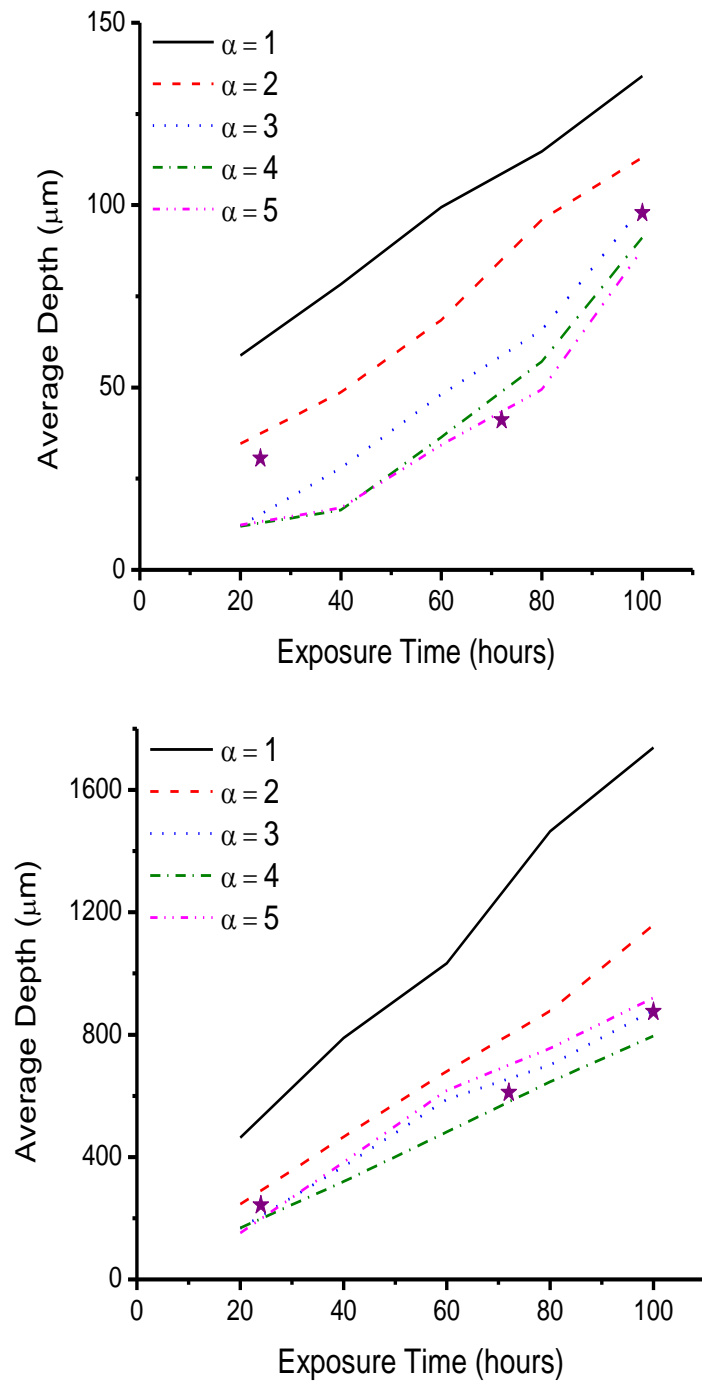 150
100
50
0
Average Depth (μm)
α = 1
α = 2
α = 3
α = 4
α = 5
0 20 40 60 80 100
Exposure Time (hours)
1600
1200
800
400
0
Average Depth (μm)
α = 1
α = 2
α = 3
α = 4
α = 5
0 20 40 60 80 100
Exposure Time (hours)